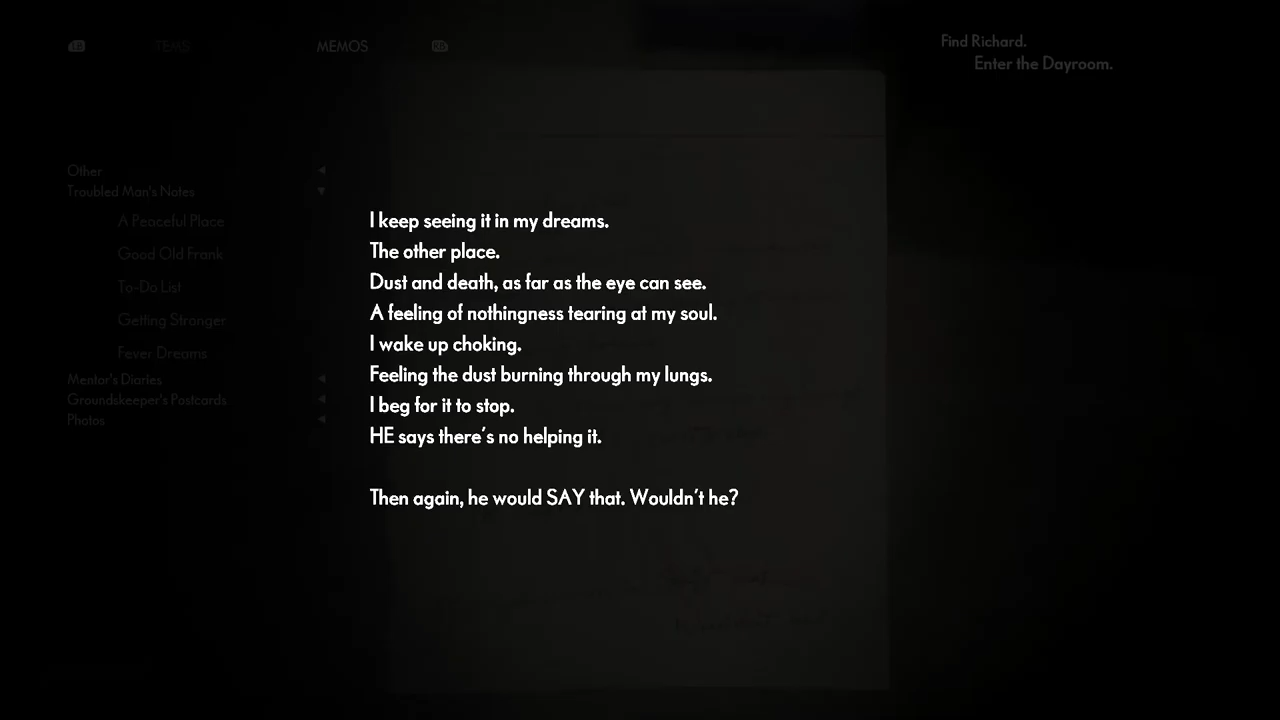 LB
ITEMS
MEMOS
RB
Find Richard.
Enter the Dayroom.
Other
Troubled Man's Notes
A Peaceful Place
Good Old Frank
To-Do List
Getting Stronger
Fever Dreams
Mentor's Diaries
Groundskeeper's Postcards
Photos
I keep seeing it in my dreams.
The other place.
Dust and death, as far as the eye can see.
A feeling of nothingness tearing at my soul.
I wake up choking.
Feeling the dust burning through my lungs.
I beg for it to stop.
HE says there's no helping it.
Then again, he would SAY that. Wouldn't he?